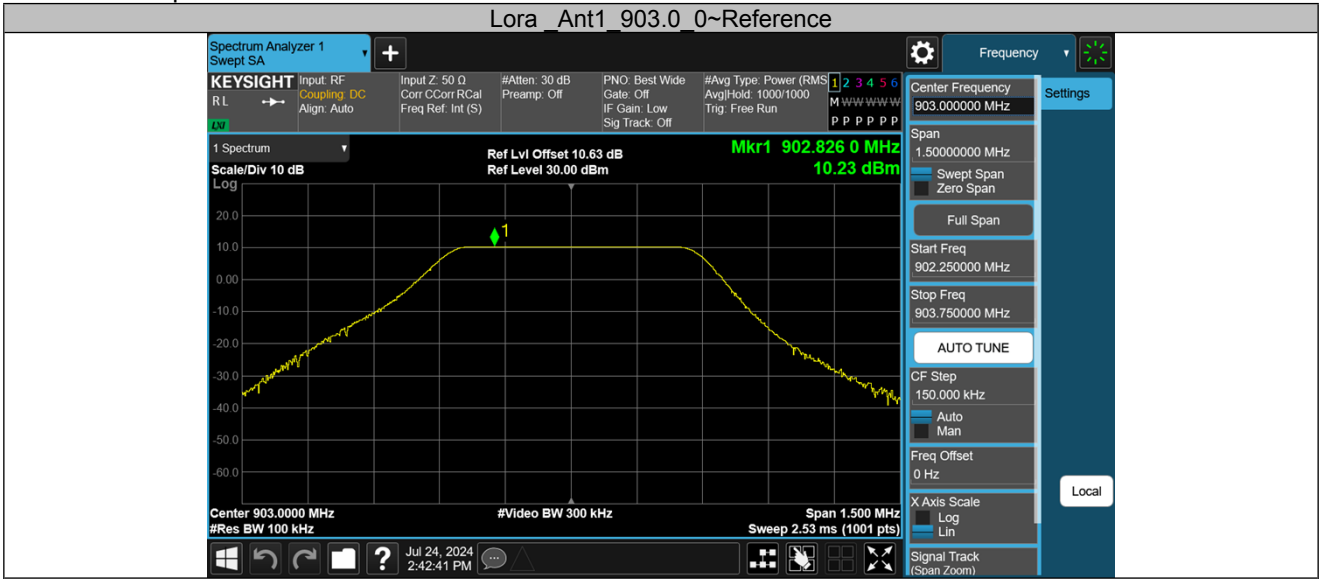 Lora _Ant1_903.0_0~Reference
Spectrum Analyzer 1
Swept SA
Frequency
KEYSIGHT
R L
LXI
Input: RF
Coupling: DC
Align: Auto
Input Z: 50 Ω
Corr CCorr RCal
Freq Ref: Int (S)
#Atten: 30 dB
Preamp: Off
PNO: Best Wide
Gate: Off
IF Gain: Low
Sig Track: Off
#Avg Type: Power (RMS
Avg|Hold: 1000/1000
Trig: Free Run
1 2 3 4 5 6
M W W W W W
P P P P P P
1 Spectrum
Scale/Div 10 dB
Ref Lvl Offset 10.63 dB
Ref Level 30.00 dBm
Mkr1 902.826 0 MHz
10.23 dBm
Log
20.0
10.0
0.00
-10.0
-20.0
-30.0
-40.0
-50.0
-60.0
1
Center 903.0000 MHz
#Res BW 100 kHz
#Video BW 300 kHz
Span 1.500 MHz
Sweep 2.53 ms (1001 pts)
Center Frequency
903.000000 MHz
Span
1.50000000 MHz
Swept Span
Zero Span
Full Span
Start Freq
902.250000 MHz
Stop Freq
903.750000 MHz
AUTO TUNE
CF Step
150.000 kHz
Auto
Man
Freq Offset
0 Hz
X Axis Scale
Log
Lin
Signal Track
(Span Zoom)
Settings
Local
?
Jul 24, 2024
2:42:41 PM